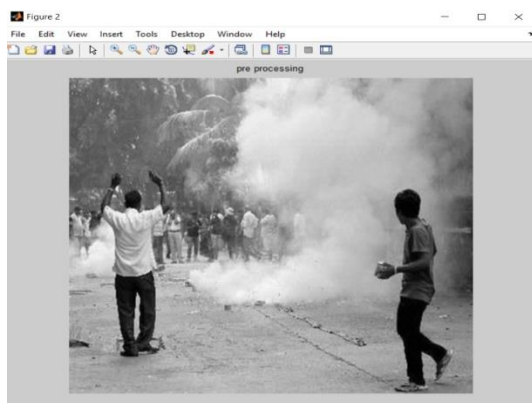 Figure 2
File Edit View Insert Tools Desktop Window Help
pre processing